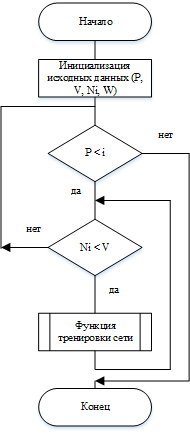 Начало
Инициализация
исходных данных (P,
V, Ni, W)
нет
P < i
да
нет
Ni < V
да
Функция
тренировки сети
Конец